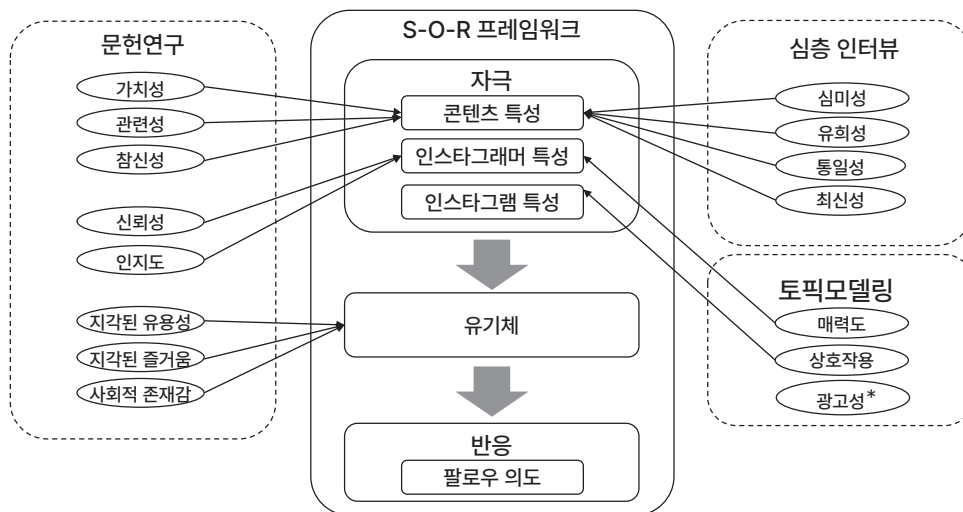 문헌연구
가치성
관련성
참신성
신뢰성
인지도
지각된 유용성
지각된 즐거움
사회적 존재감
S-O-R 프레임워크
자극
콘텐츠 특성
인스타그래머 특성
인스타그램 특성
유기체
반응
팔로우 의도
심층 인터뷰
심미성
유희성
통일성
최신성
토픽모델링
매력도
상호작용
광고성*